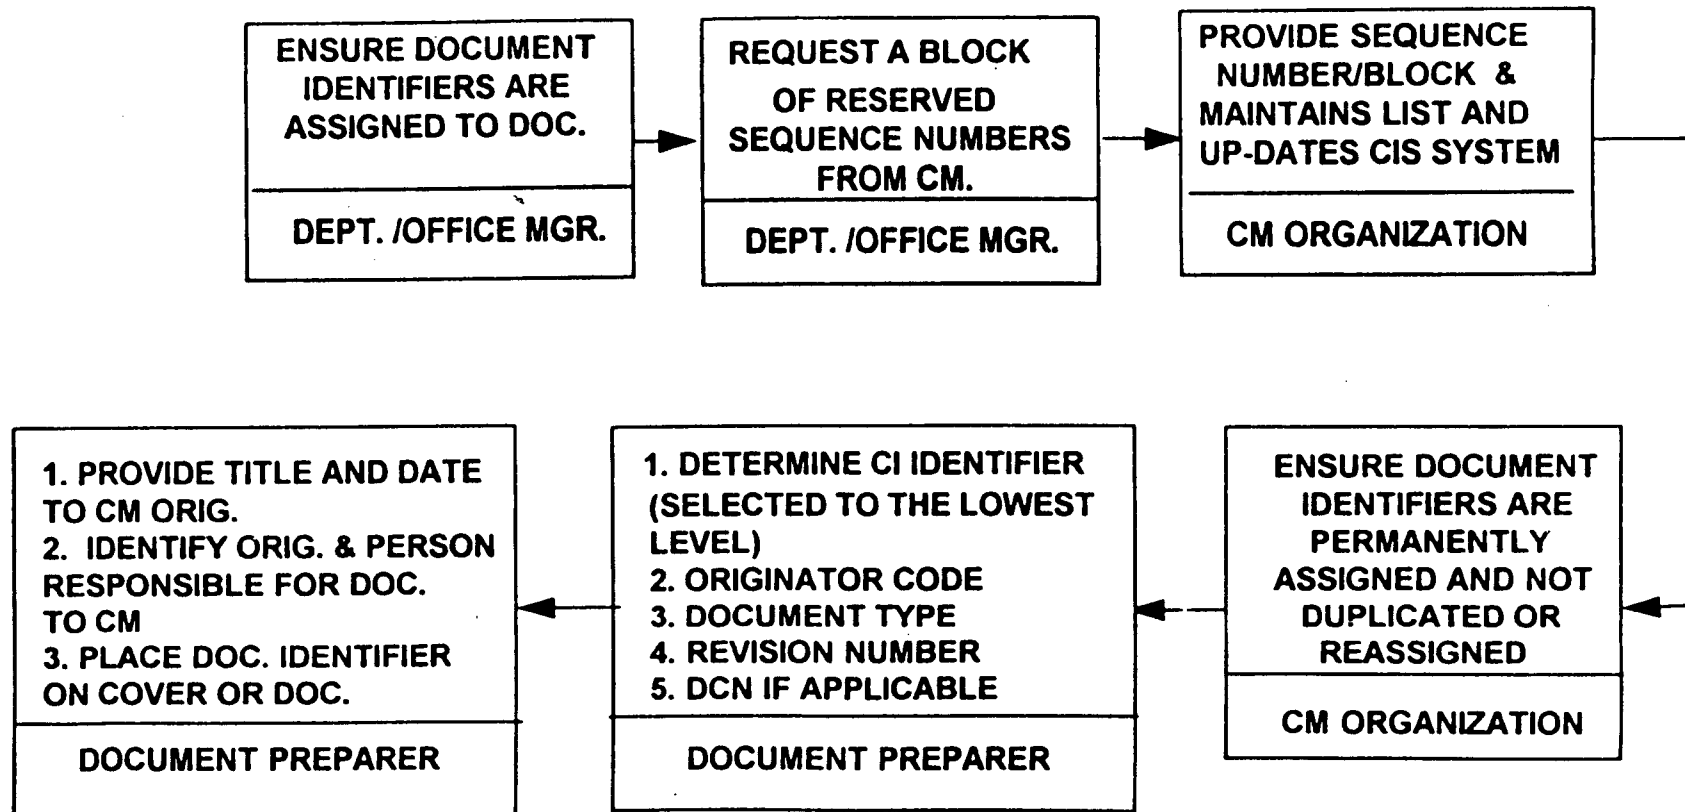 ENSURE DOCUMENT
IDENTIFIERS ARE
ASSIGNED TO DOC.
DEPT. /OFFICE MGR.
REQUEST A BLOCK
OF RESERVED
SEQUENCE NUMBERS
FROM CM.
DEPT. /OFFICE MGR.
PROVIDE SEQUENCE
NUMBER/BLOCK &
MAINTAINS LIST AND
UP-DATES CIS SYSTEM
CM ORGANIZATION
ENSURE DOCUMENT
IDENTIFIERS ARE
PERMANENTLY
ASSIGNED AND NOT
DUPLICATED OR
REASSIGNED
CM ORGANIZATION
1. DETERMINE CI IDENTIFIER
(SELECTED TO THE LOWEST
LEVEL)
2. ORIGINATOR CODE
3. DOCUMENT TYPE
4. REVISION NUMBER
5. DCN IF APPLICABLE
DOCUMENT PREPARER
1. PROVIDE TITLE AND DATE
TO CM ORIG.
2. IDENTIFY ORIG. & PERSON
RESPONSIBLE FOR DOC.
TO CM
3. PLACE DOC. IDENTIFIER
ON COVER OR DOC.
DOCUMENT PREPARER